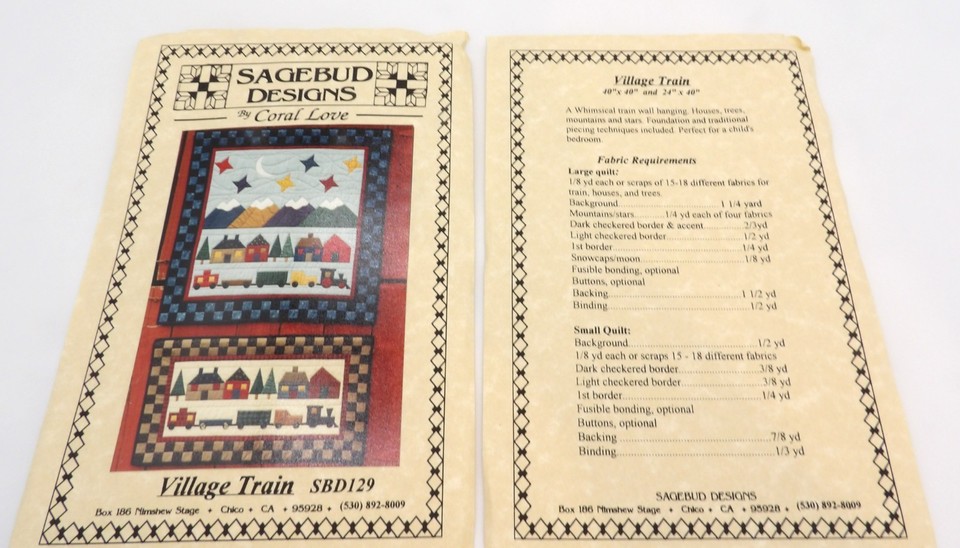 SAGEBUD
DESIGNS
By Coral Love
Village Train SBD129
Box 186 Nimshew Stage + Chico + CA + 95928 + (530) 892-8009
Village Train
40"x 40" and 24" x 40"
A Whimsical train wall hanging. Houses, trees,
mountains and stars. Foundation and traditional
piecing techniques included. Perfect for a child's
bedroom.
Fabric Requirements
Large quilt:
1/8 yd each or scraps of 15-18 different fabrics for
train, houses, and trees.
Background..............................1 1/4 yard
Mountains/stars..........1/4 yd each of four fabrics
Dark checkered border & accent..............2/3yd
Light checkered border..........................1/2 yd
1st border..........................................1/4 yd
Snowcaps/moon..................................1/8 yd
Fusible bonding, optional
Buttons, optional
Backing..........................................1 1/2 yd
Binding............................................1/2 yd
Small Quilt:
Background......................................1/2 yd
1/8 yd each or scraps 15 - 18 different fabrics
Dark checkered border..........................3/8 yd
Light checkered border..........................3/8 yd
1st border..........................................1/4 yd
Fusible bonding, optional
Buttons, optional
Backing ............................................7/8 yd
Binding............................................1/3 yd
SAGEBUD DESIGNS
Box 186 Nimshew Stage + Chico + CA + 95928 + (530) 892-8009